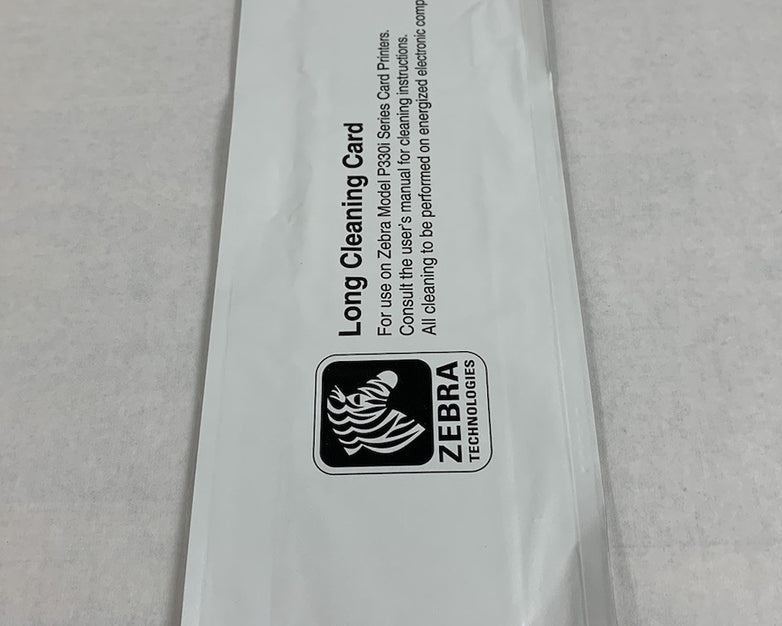 Long Cleaning Card
For use on Zebra Model P330i Series Card Printers.
Consult the user's manual for cleaning instructions.
All cleaning to be performed on energized electronic
ZEBRA
TECHNOLOGIES